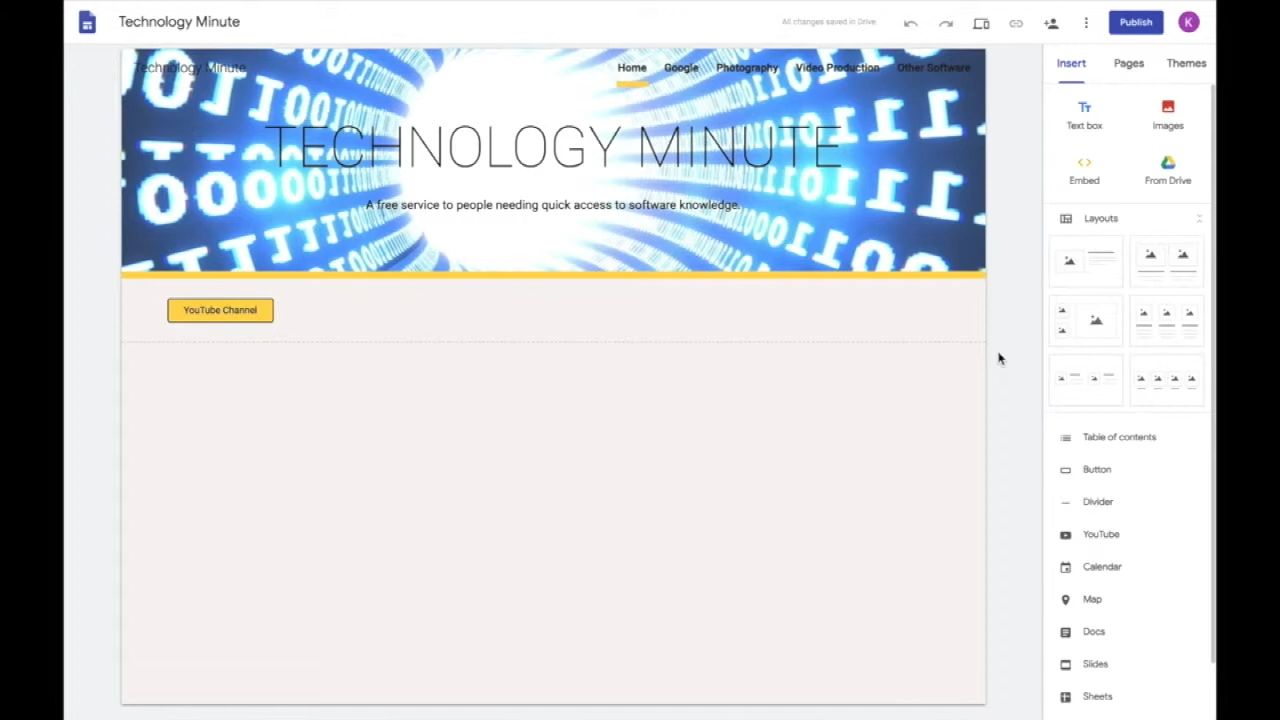 Technology Minute
All changes saved in Drive
Publish
K
Technology Minute
Home Google Photography Video Production Other Software
TECHNOLOGY MINUTE
A free service to people needing quick access to software knowledge.
YouTube Channel
Insert Pages Themes
Tт Text box
Images
Embed
From Drive
Layouts
Table of contents
Button
Divider
YouTube
Calendar
Map
Docs
Slides
Sheets